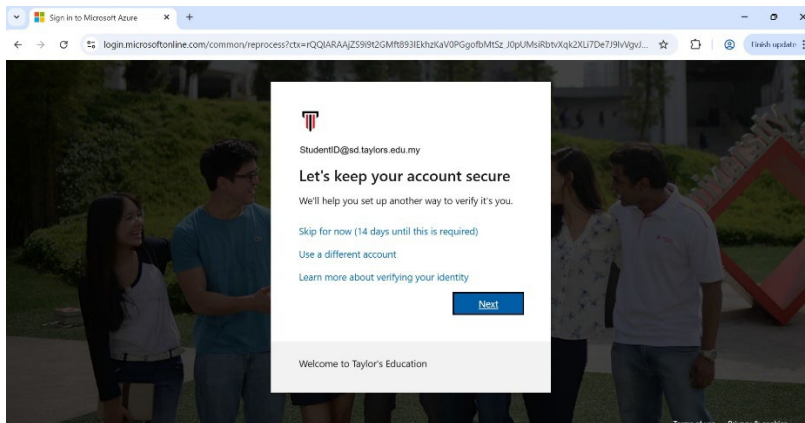 Sign in to Microsoft Azure
login.microsoftonline.com/common/reprocess?ctx=
Finish update
StudentID@sd.taylors.edu.my
Let's keep your account secure
We'll help you set up another way to verify it's you.
Skip for now (14 days until this is required)
Use a different account
Learn more about verifying your identity
Next
Welcome to Taylor's Education